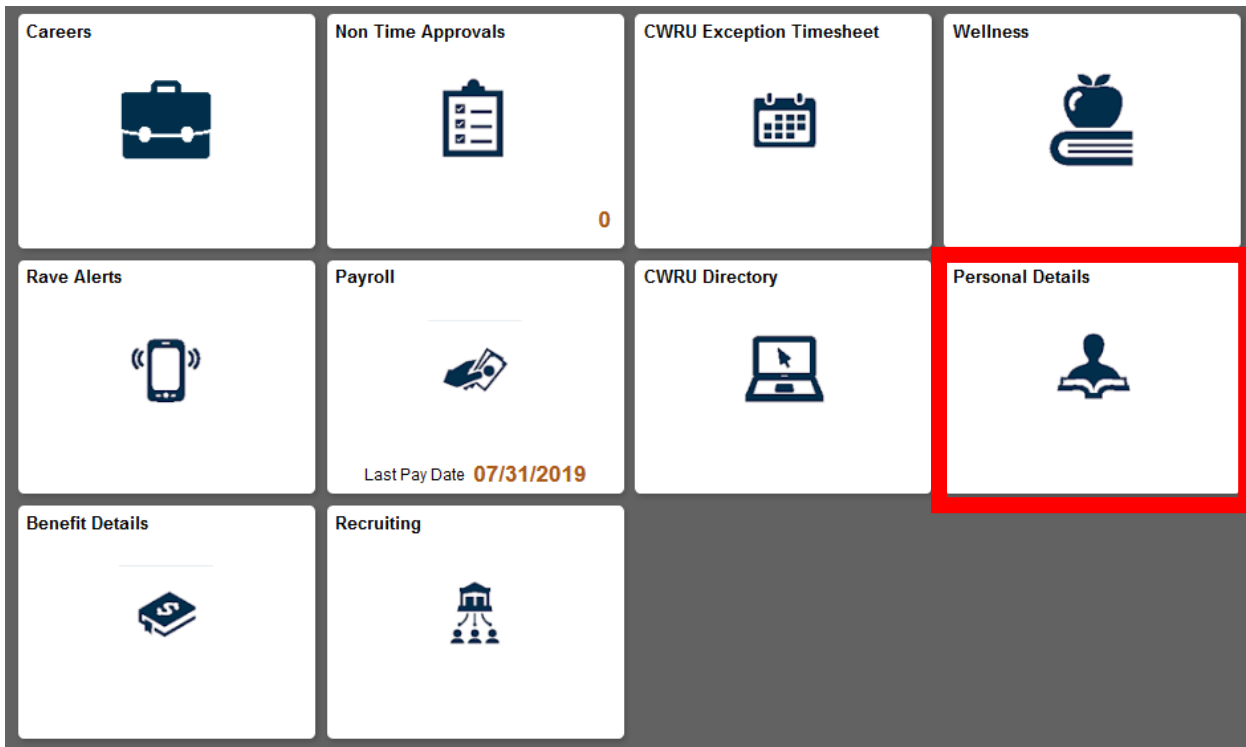 Careers
Non Time Approvals
0
CWRU Exception Timesheet
Wellness
Rave Alerts
Payroll
Last Pay Date 07/31/2019
CWRU Directory
Personal Details
Benefit Details
Recruiting